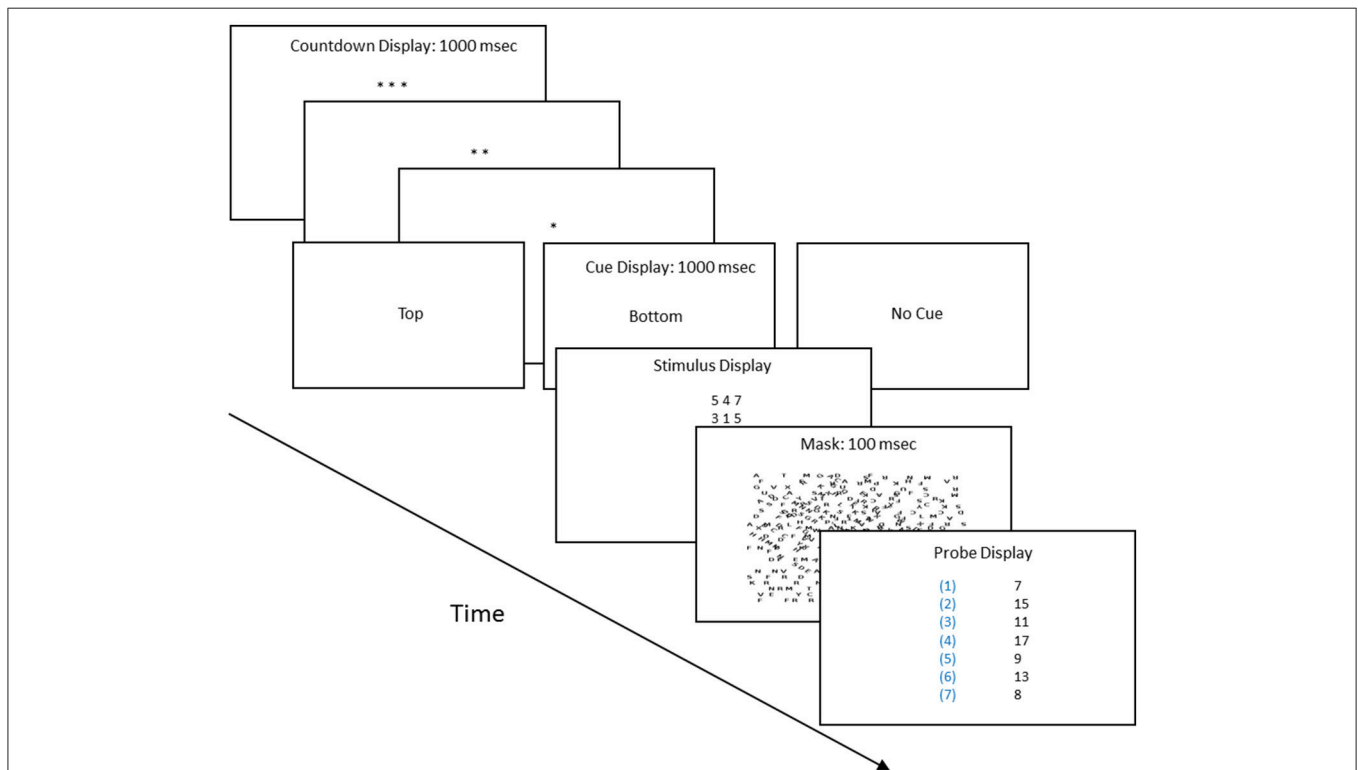 Countdown Display: 1000 msec
* * *
* *
*
Top
Cue Display: 1000 msec
Bottom
No Cue
Stimulus Display
5 4 7
3 1 5
Mask: 100 msec
Probe Display
(1) 7
(2) 15
(3) 11
(4) 17
(5) 9
(6) 13
(7) 8
Time